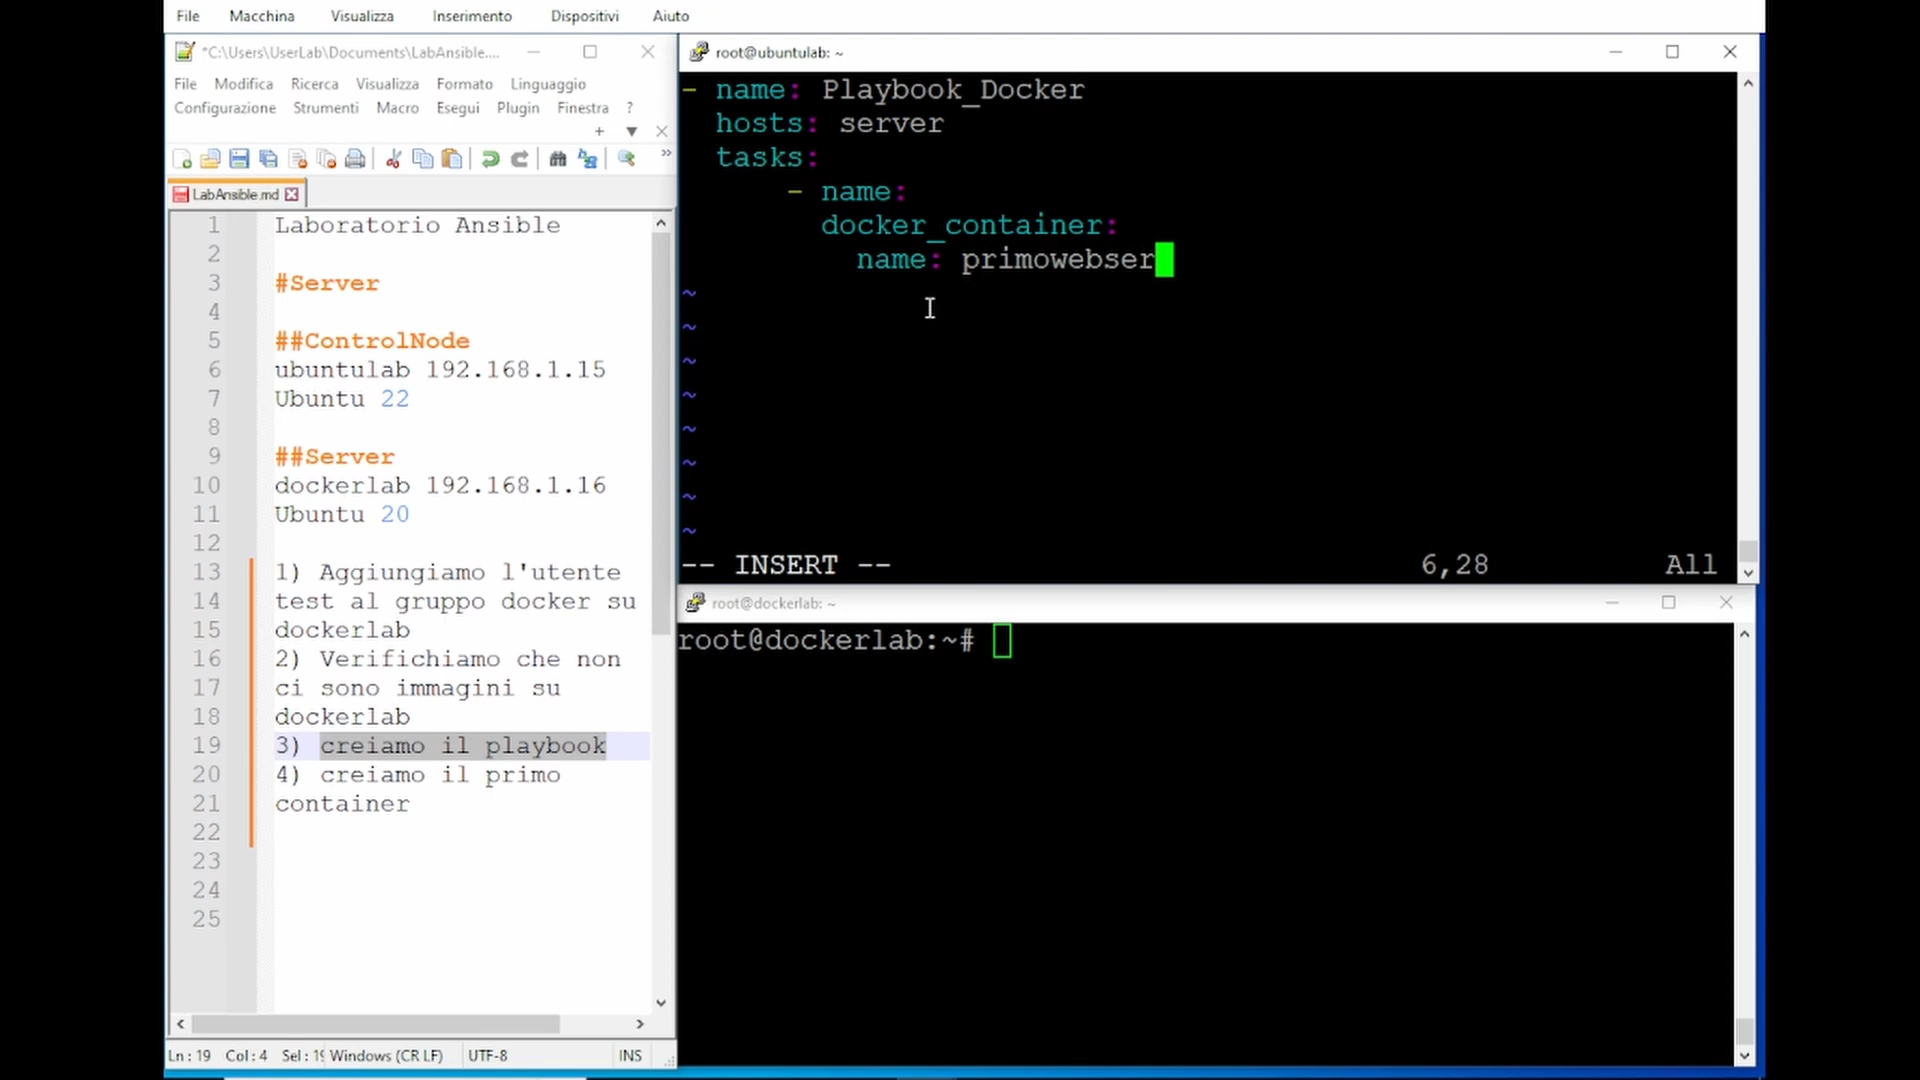 File Macchina Visualizza Inserimento Dispositivi Aiuto
*C:\Users\UserLab\Documents\LabAnsible....
File Modifica Ricerca Visualizza Formato Linguaggio
Configurazione Strumenti Macro Esegui Plugin Finestra ?
LabAnsible.md
1 Laboratorio Ansible
2
3 #Server
4
5 ##ControlNode
6 ubuntulab 192.168.1.15
7 Ubuntu 22
8
9 ##Server
10 dockerlab 192.168.1.16
11 Ubuntu 20
12
13 1) Aggiungiamo l'utente
14 test al gruppo docker su
15 dockerlab
16 2) Verifichiamo che non
17 ci sono immagini su
18 dockerlab
19 3) creiamo il playbook
20 4) creiamo il primo
21 container
22
23
24
25
Ln : 19 Col : 4 Sel : 19 Windows (CR LF) UTF-8 INS
root@ubuntulab: ~
- name: Playbook_Docker
hosts: server
tasks:
- name:
docker_container:
name: primowebser
~
~
~
~
~
~
~
~
-- INSERT -- 6,28 All
root@dockerlab: ~
root@dockerlab:~#